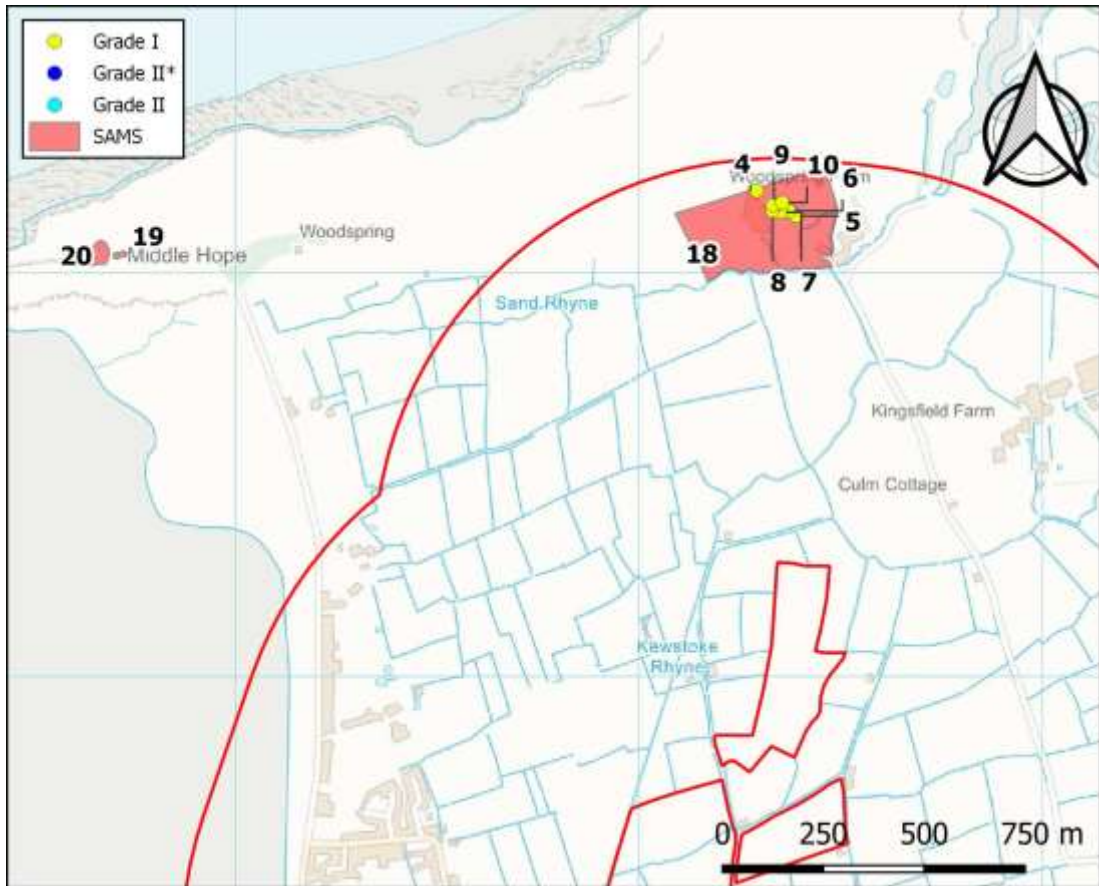 Grade I
Grade II*
Grade II
SAMS
N
4
9
10
6
5
18
8
7
20
19
Middle Hope
Woodspring
Sand Rhyne
Kingsfield Farm
Culm Cottage
Kewstoke
Rhyne
0 250 500 750 m